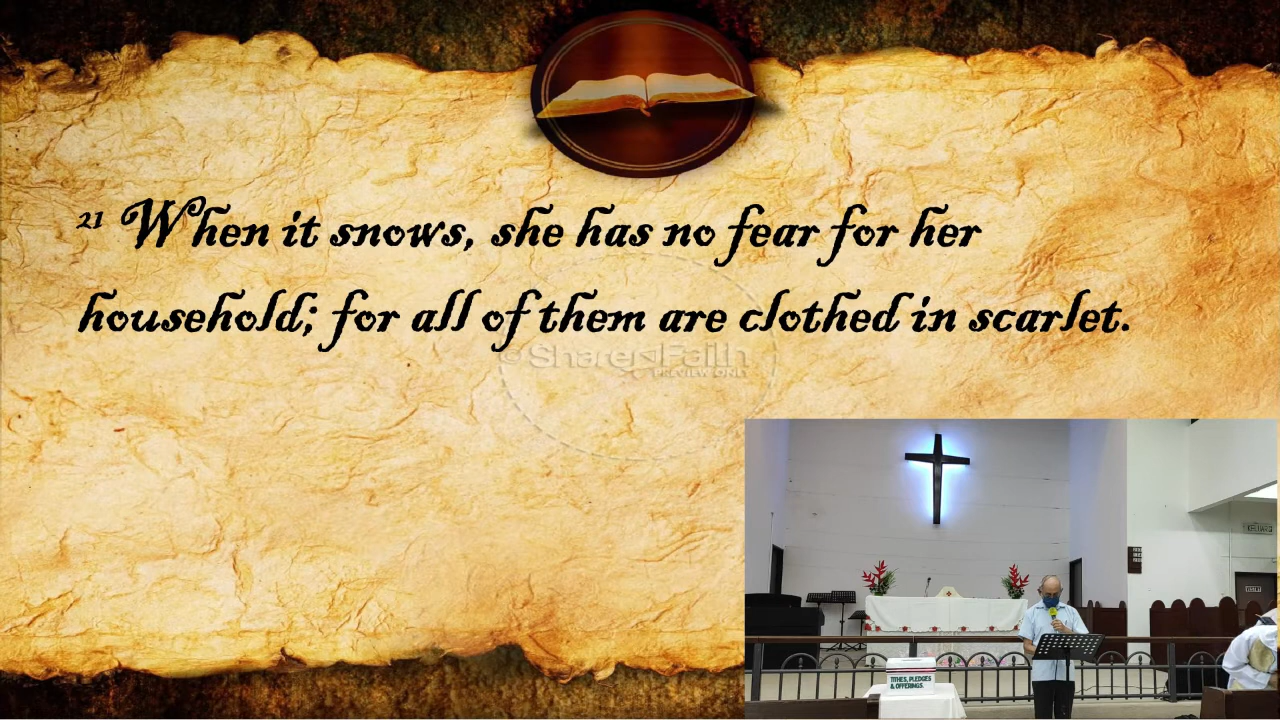 21 When it snows, she has no fear for her
household; for all of them are clothed in scarlet.
© ShareFaith
PREVIEW ONLY
TITHES, PLEDGES
& OFFERINGS.